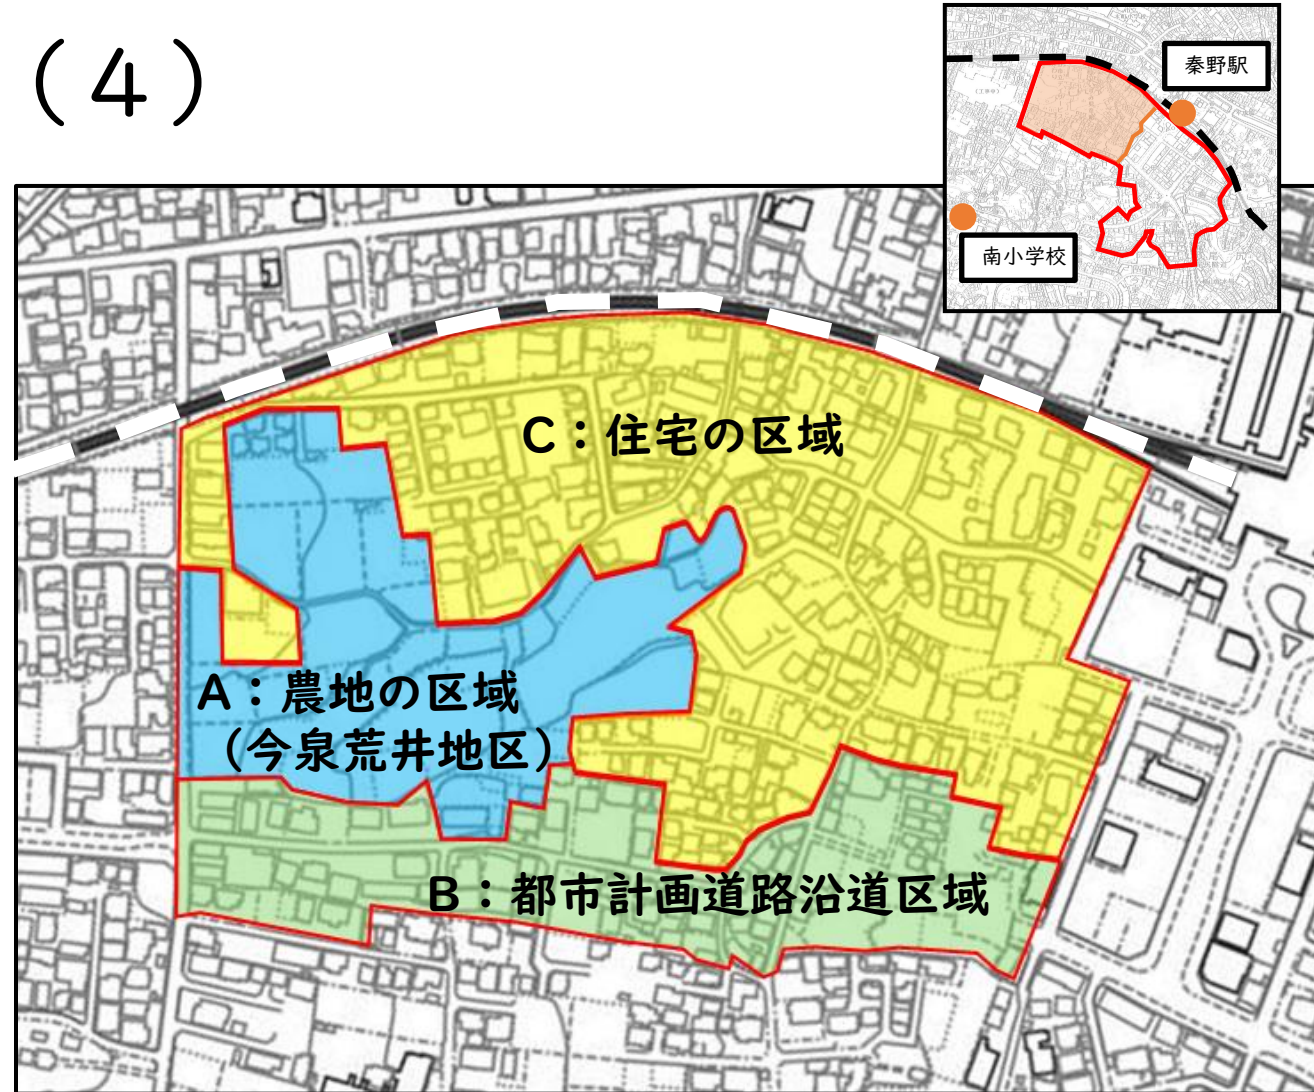 （４）
秦野駅
南小学校
C：住宅の区域
A：農地の区域
（今泉荒井地区）
B：都市計画道路沿道区域